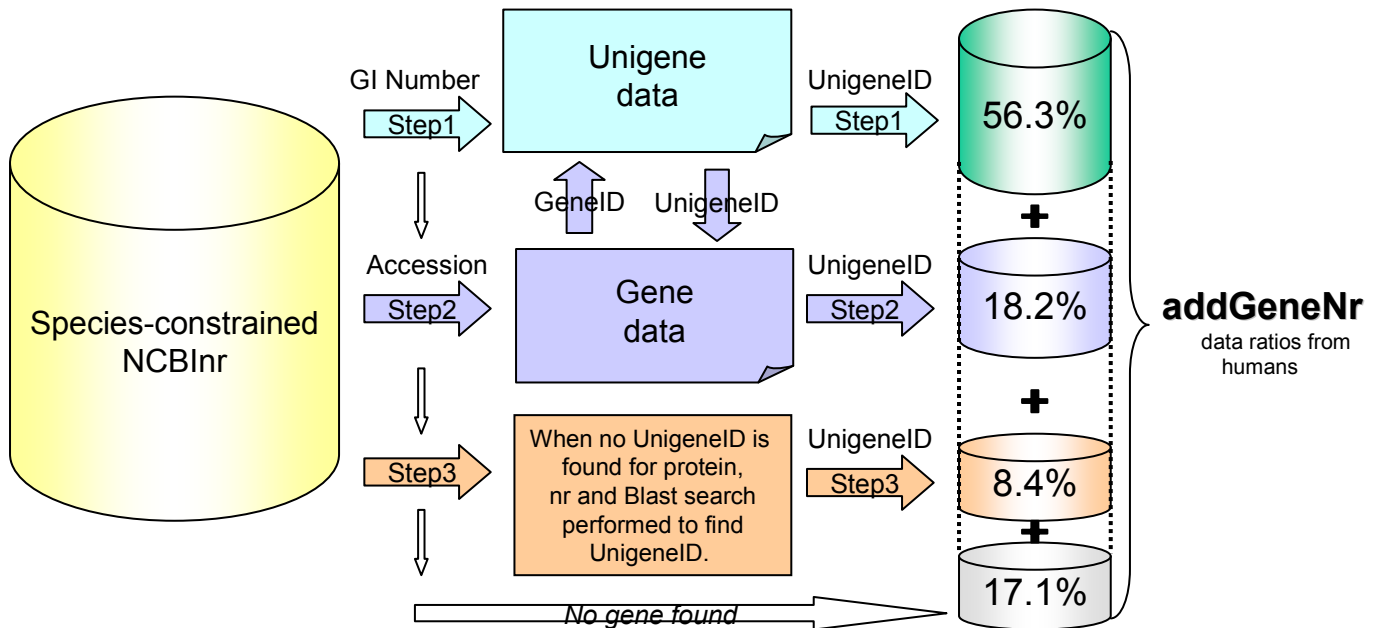 Species-constrained
NCBInr
GI Number
Step1
Unigene
data
UnigeneID
Step1
56.3%
GeneID
UnigeneID
+
Accession
Step2
Gene
data
UnigeneID
Step2
18.2%
+
Step3
When no UnigeneID is
found for protein,
nr and Blast search
performed to find
UnigeneID.
UnigeneID
Step3
8.4%
+
No gene found
17.1%
addGeneNr
data ratios from
humans